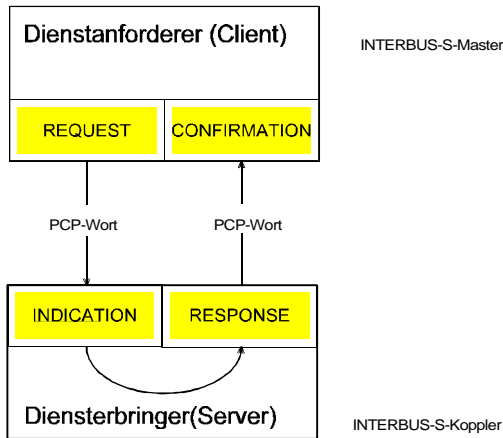 Dienstanforderer (Client)
INTERBUS-S-Master
REQUEST
CONFIRMATION
PCP-Wort
PCP-Wort
INDICATION
RESPONSE
Diensterbringer(Server)
INTERBUS-S-Koppler